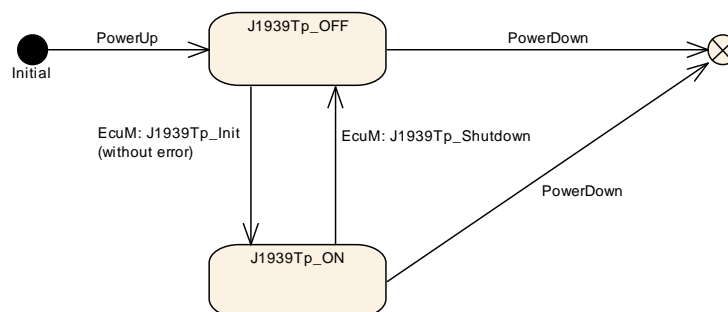 J1939Tp_OFF
PowerUp
PowerDown
Initial
EcuM: J1939Tp_Init
(without error)
EcuM: J1939Tp_Shutdown
PowerDown
J1939Tp_ON